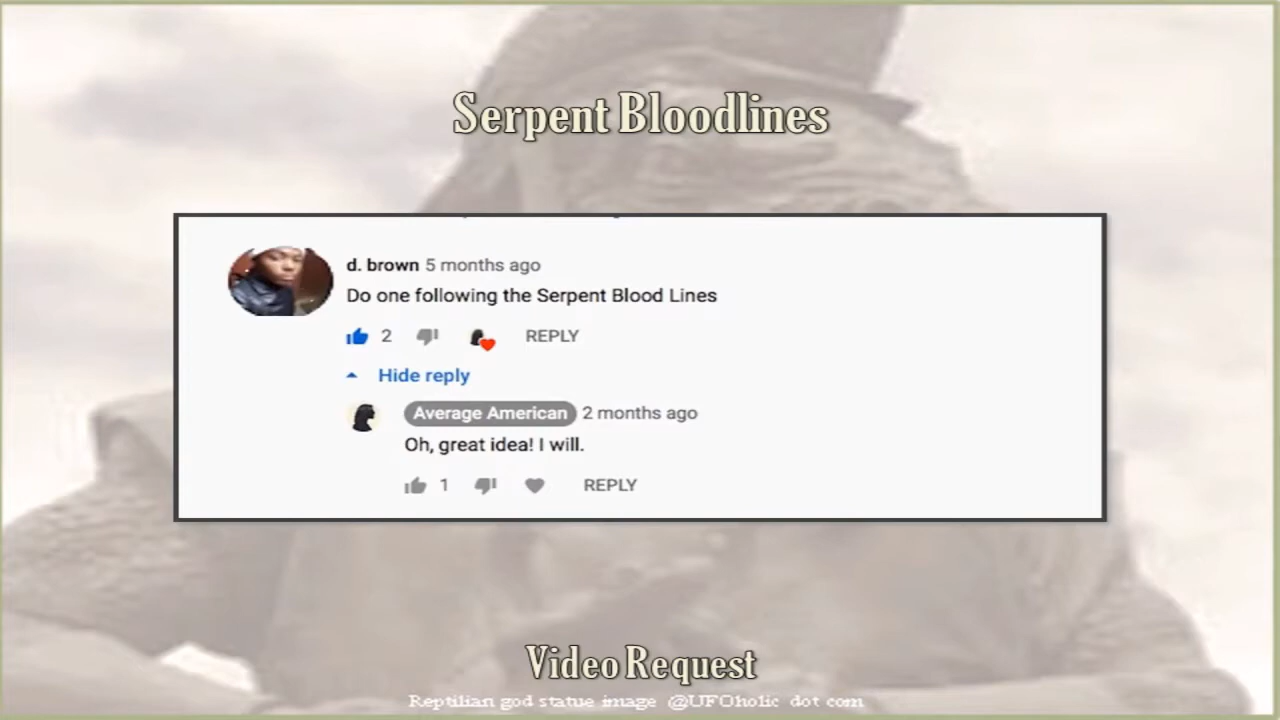 Serpent Bloodlines
d. brown 5 months ago
Do one following the Serpent Blood Lines
2 REPLY
Hide reply
Average American 2 months ago
Oh, great idea! I will.
1 REPLY
Video Request
Reptilian god statue image @UFOholic dot com